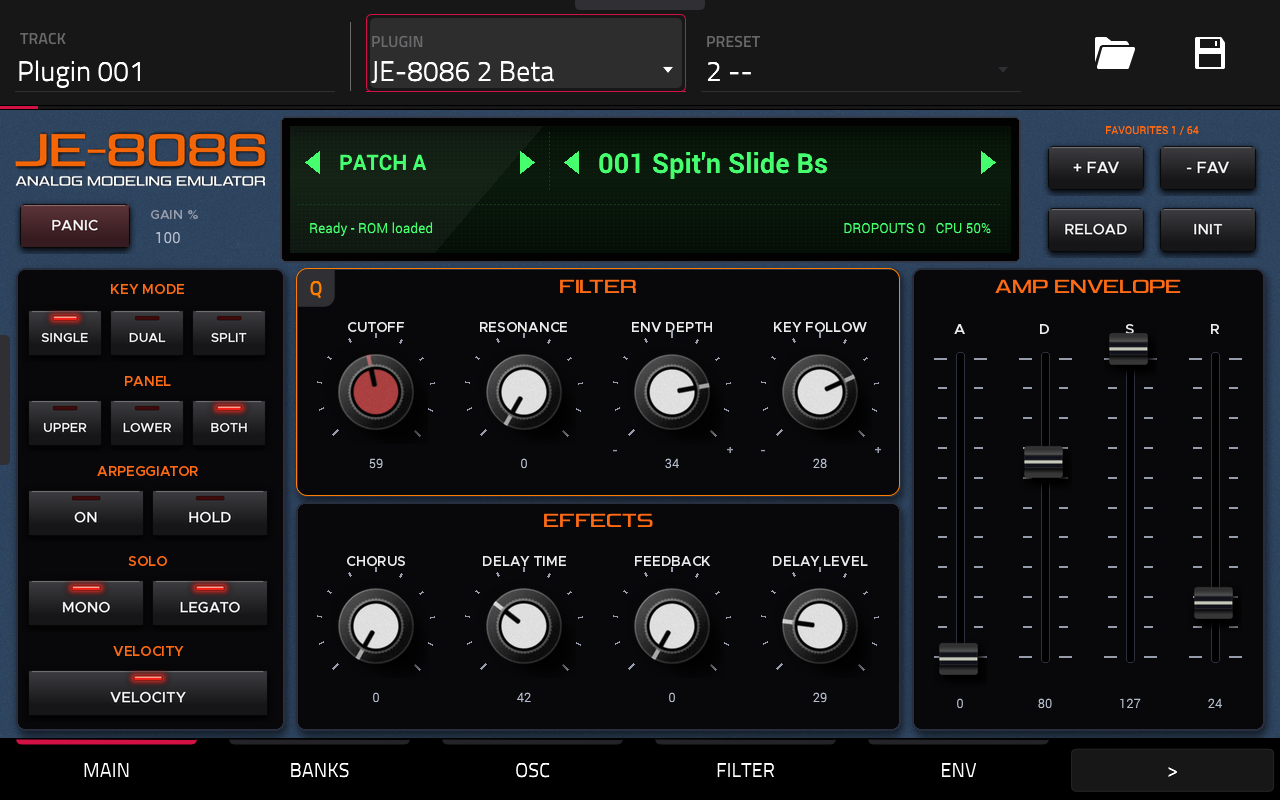 TRACK
Plugin 001
PLUGIN
JE-8086 2 Beta
PRESET
2 --
JE-8086
ANALOG MODELING EMULATOR
PANIC
GAIN %
100
PATCH A
001 Spit'n Slide Bs
Ready - ROM loaded
DROPOUTS 0 CPU 50%
FAVOURITES 1 / 64
+ FAV
- FAV
RELOAD
INIT
KEY MODE
SINGLE
DUAL
SPLIT
PANEL
UPPER
LOWER
BOTH
ARPEGGIATOR
ON
HOLD
SOLO
MONO
LEGATO
VELOCITY
VELOCITY
Q
FILTER
CUTOFF
RESONANCE
ENV DEPTH
KEY FOLLOW
- +
- +
59
0
34
28
EFFECTS
CHORUS
DELAY TIME
FEEDBACK
DELAY LEVEL
0
42
0
29
AMP ENVELOPE
A
D
S
R
0
80
127
24
MAIN
BANKS
OSC
FILTER
ENV
>